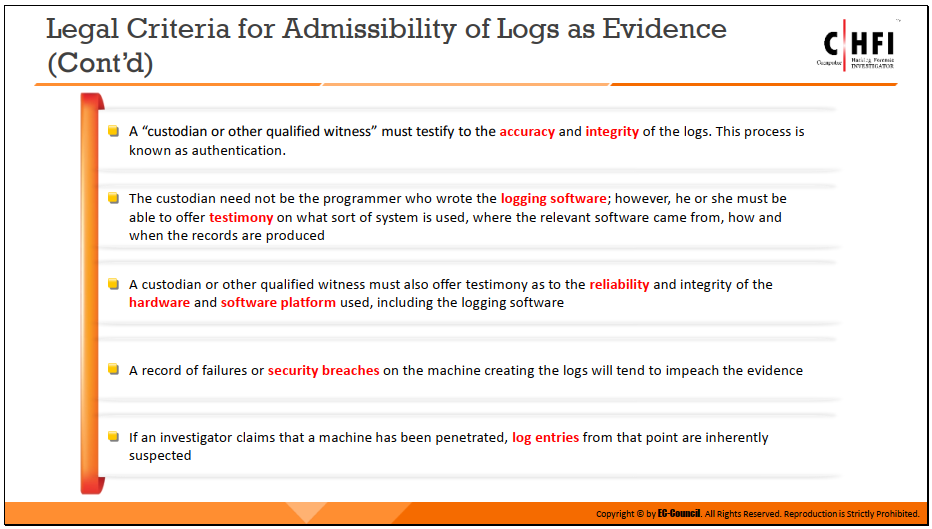 Legal Criteria for Admissibility of Logs as Evidence
(Cont’d)
CHFI
Computer Hacking Forensic
INVESTIGATOR
A “custodian or other qualified witness” must testify to the accuracy and integrity of the logs. This process is
known as authentication.
The custodian need not be the programmer who wrote the logging software; however, he or she must be
able to offer testimony on what sort of system is used, where the relevant software came from, how and
when the records are produced
A custodian or other qualified witness must also offer testimony as to the reliability and integrity of the
hardware and software platform used, including the logging software
A record of failures or security breaches on the machine creating the logs will tend to impeach the evidence
If an investigator claims that a machine has been penetrated, log entries from that point are inherently
suspected
Copyright © by EC-Council. All Rights Reserved. Reproduction is Strictly Prohibited.